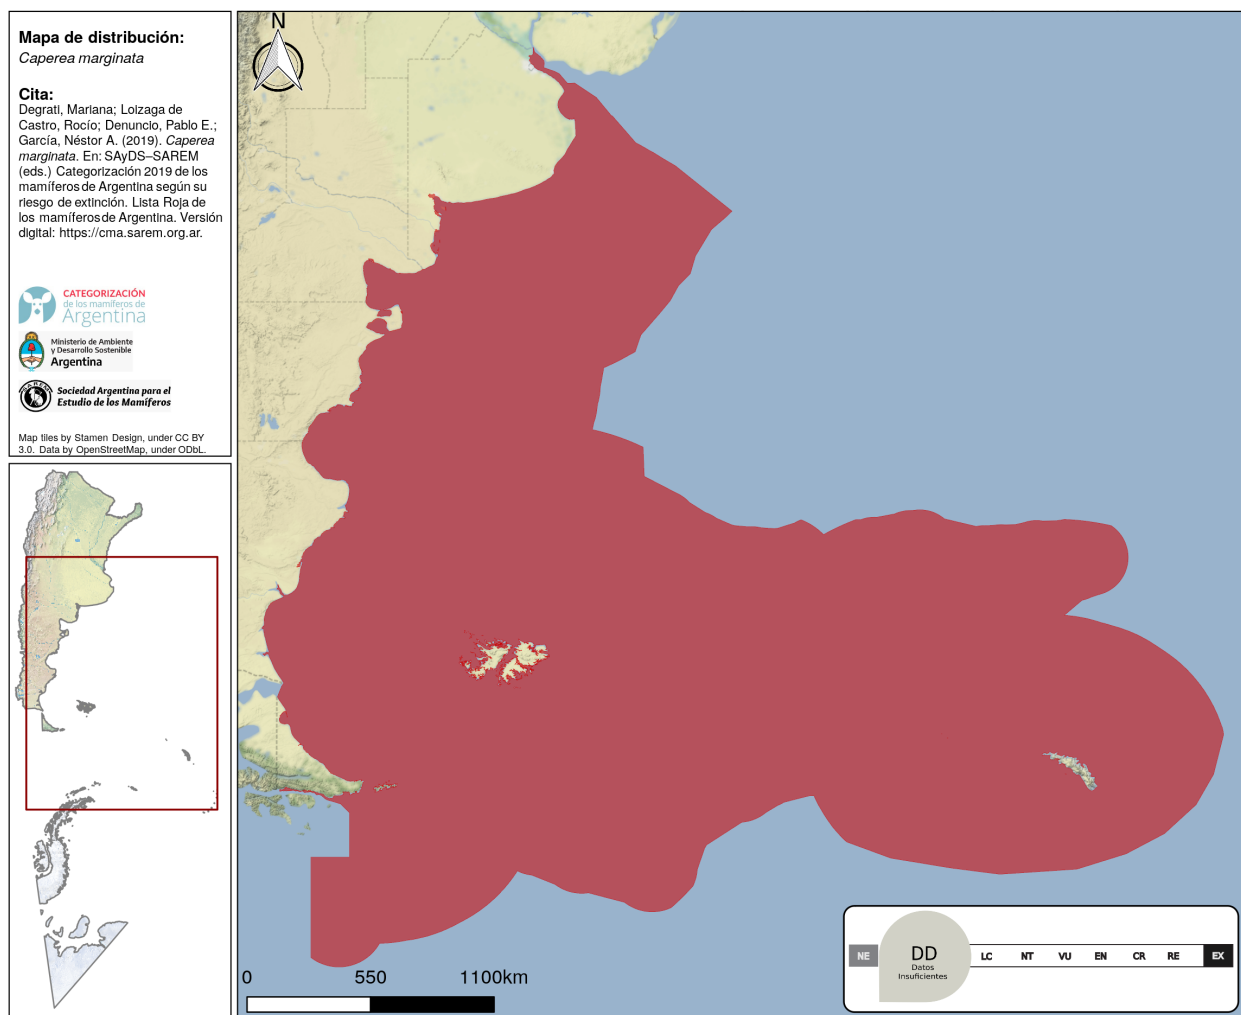 Mapa de distribución:
Caperea marginata
Cita:
Degrati, Mariana; Loizaga de
Castro, Rocío; Denuncio, Pablo E.;
García, Néstor A. (2019). Caperea
marginata. En: SAyDS–SAREM
(eds.) Categorización 2019 de los
mamíferos de Argentina según su
riesgo de extinción. Lista Roja de
los mamíferos de Argentina. Versión
digital: https://cma.sarem.org.ar.
CATEGORIZACIÓN
de los mamíferos de
Argentina
Ministerio de Ambiente
y Desarrollo Sostenible
Argentina
SAREM
Sociedad Argentina para el
Estudio de los Mamíferos
Map tiles by Stamen Design, under CC BY
3.0. Data by OpenStreetMap, under ODbL.
N
0 550 1100km
NE DD LC NT VU EN CR RE EX
Datos
Insuficientes